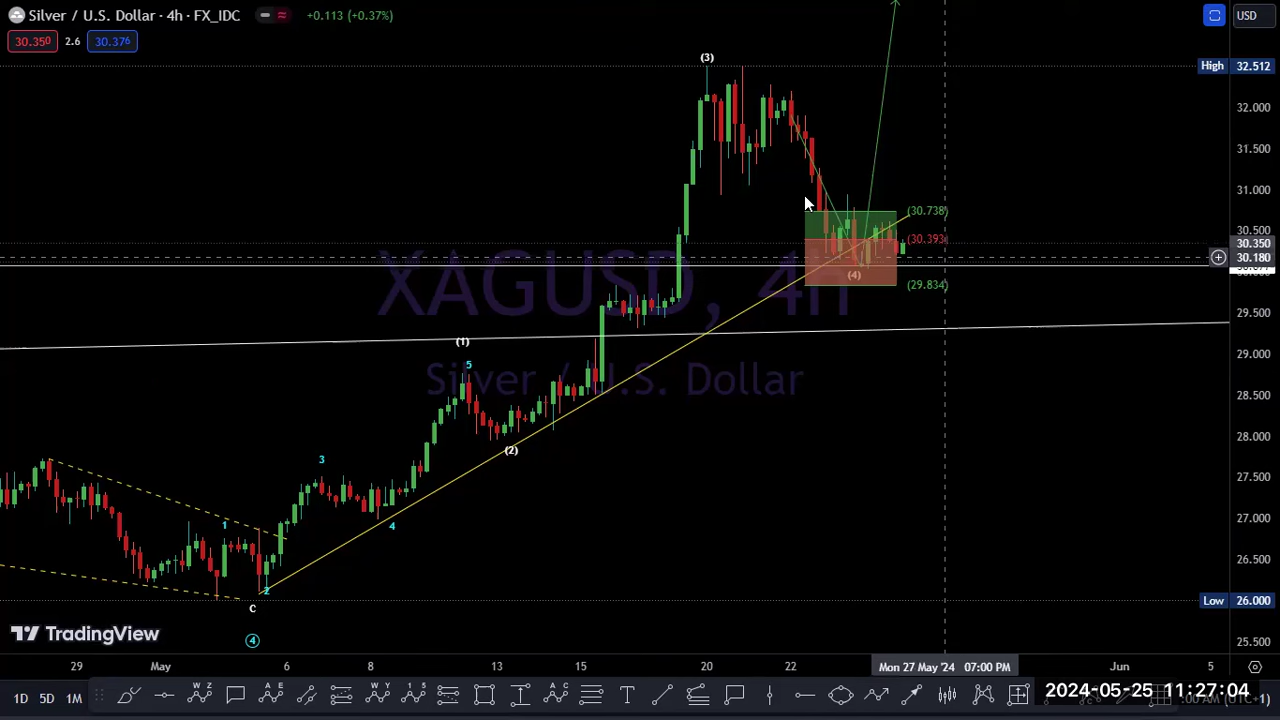 Silver / U.S. Dollar · 4h · FX_IDC
+0.113 (+0.37%)
USD
30.350
2.6
30.376
(3)
High 32.512
32.000
31.500
31.000
(30.738)
30.500
(30.393)
30.350
30.180
(4)
(29.834)
XAGUSD, 4h
Silver / U.S. Dollar
29.500
29.000
28.500
28.000
27.500
27.000
26.500
Low 26.000
25.500
(1)
5
(2)
3
4
1
2
C
4
TradingView
29
May
6
8
13
15
20
22
Mon 27 May '24 07:00 PM
Jun
5
1D
5D
1M
2024-05-25 11:27:04